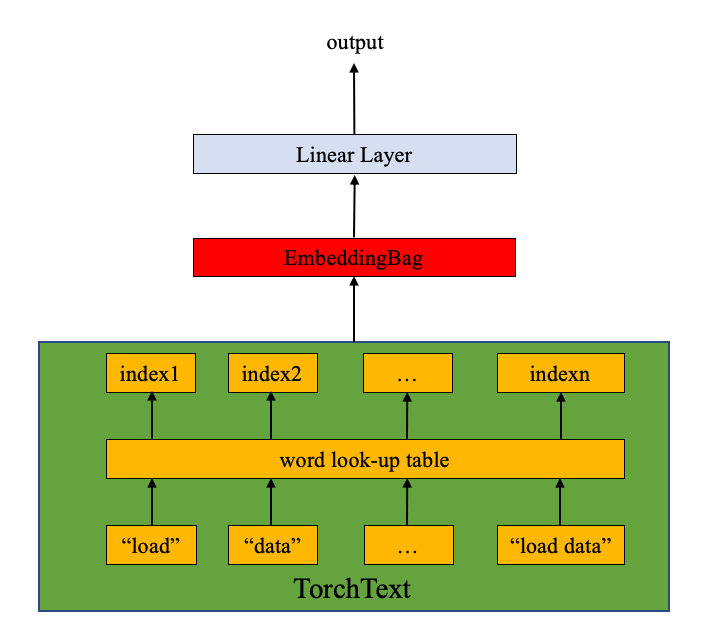 output
Linear Layer
EmbeddingBag
index1 index2 … indexn
word look-up table
“load” “data” … “load data”
TorchText